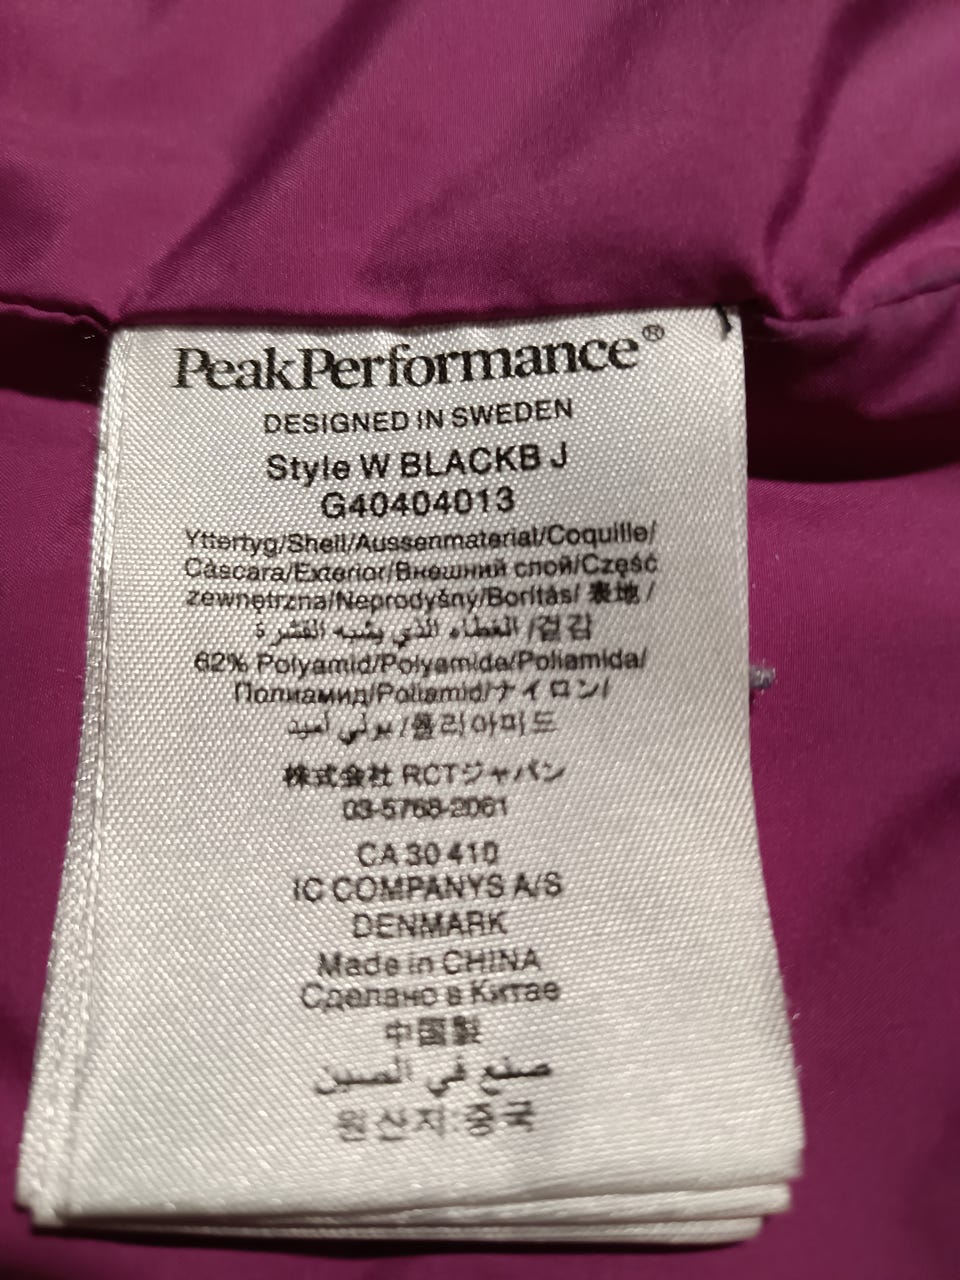 PeakPerformance®
DESIGNED IN SWEDEN
Style W BLACKB J
G40404013
Yttertyg/Shell/Aussenmaterial/Coquille/
Càscara/Exterior/Внешний слой/Część
zewnętrzna/Neprodyšný/Borítás/ 表地 /
الغطاء الذي يشبه القشرة /겉감
62% Polyamid/Polyamide/Poliamida/
Полиамид/Poliamid/ナイロン/
بولي أميد /폴리아미드
株式会社 RCTジャパン
03-5768-2061
CA 30 410
IC COMPANYS A/S
DENMARK
Made in CHINA
Сделано в Китае
中国製
صنع في الصين
원산지:중국